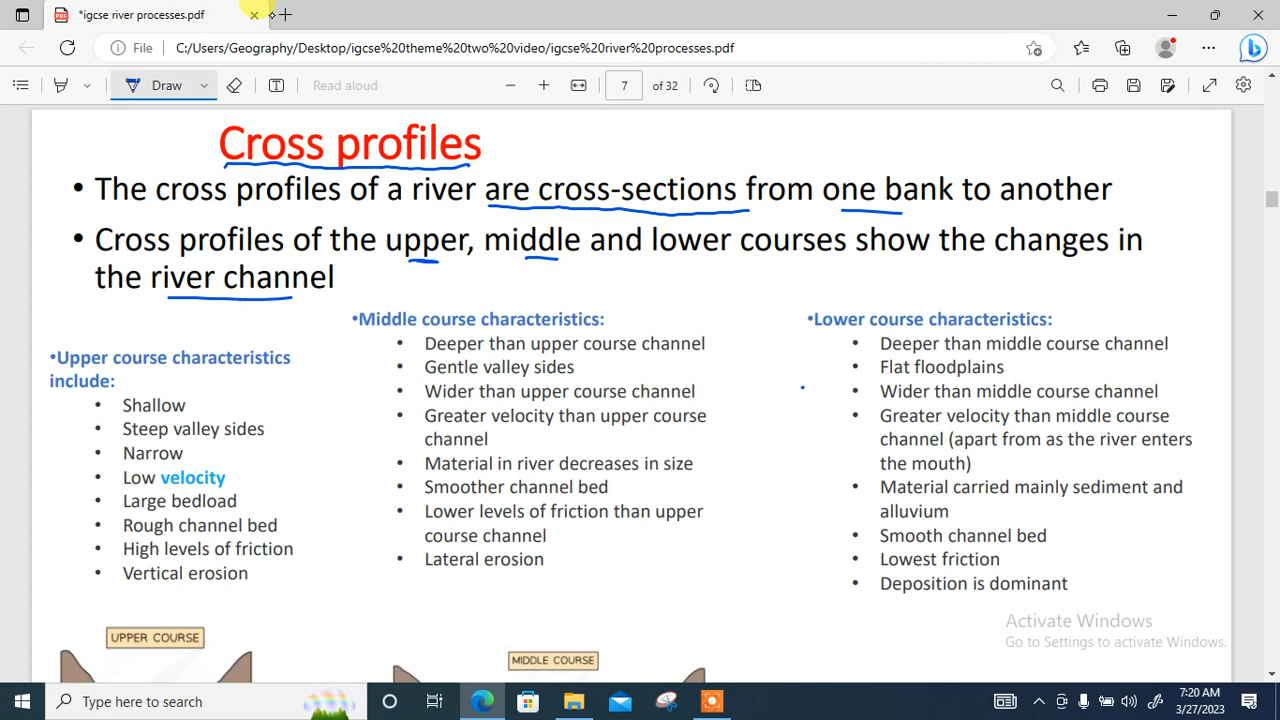 *igcse river processes.pdf
File
C:/Users/Geography/Desktop/igcse%20theme%20two%20video/igcse%20river%20processes.pdf
Draw
Read aloud
7
of 32
Cross profiles
• The cross profiles of a river are cross-sections from one bank to another
• Cross profiles of the upper, middle and lower courses show the changes in
the river channel
•Upper course characteristics
include:
• Shallow
• Steep valley sides
• Narrow
• Low velocity
• Large bedload
• Rough channel bed
• High levels of friction
• Vertical erosion
•Middle course characteristics:
• Deeper than upper course channel
• Gentle valley sides
• Wider than upper course channel
• Greater velocity than upper course
channel
• Material in river decreases in size
• Smoother channel bed
• Lower levels of friction than upper
course channel
• Lateral erosion
•Lower course characteristics:
• Deeper than middle course channel
• Flat floodplains
• Wider than middle course channel
• Greater velocity than middle course
channel (apart from as the river enters
the mouth)
• Material carried mainly sediment and
alluvium
• Smooth channel bed
• Lowest friction
• Deposition is dominant
UPPER COURSE
MIDDLE COURSE
Activate Windows
Go to Settings to activate Windows.
Type here to search
7:20 AM
3/27/2023